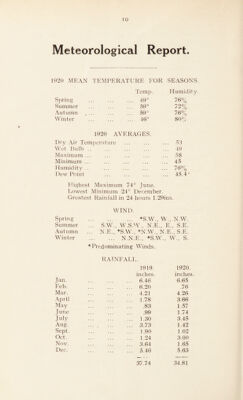 10
Meteorological Report.
1920 MEAN TEMPERATURE FOR SEASONS.
Temp. Humidity.
Spring ... ... ... 49° 76%
Summer ... ... ... 59° 72%
Autumn ... ... ... 59° 76%
Winter ... ... ... 46° 80%
1920 AVERAGES.
Dry Air Temperature ... ... ... 53
Wet Bulb ... ... ... ... 49
Maximum ... ... ... ... 58
Minimum ... ... ... ... 45
Humidity ... ... ... ... 76%
Dew Point ... ... ... ... 45.4°
Highest Maximum 74° June.
Lowest Minimum 24° December.
Greatest Rainfall in 24 hours 1.29ins.
WIND.
Spring ... ... ... *S.W., W., N.W.
Summer ... S.W., W.S.W., N.E., E., S.E.
Autumn ... N.E., *S.W., *N.W., N.E., S.E.
Winter ... ... N.N.E., *S.W., W., S.
*Predominating Winds.
RAINFALL.
1919. 1920.
inches. inches.
Jan. ... ... ... 6.46 6.65
Feb. ... ... ... 6.20 .76
Mar. ... ... ... 4.21 4.26
April ... ... ... 1.78 3.66
May ... ... ... .83 1.57
June ... ... ... .99 1.74
July ... ... ... 1.30 3.45
Aug. ... ... ... 3.73 1.42
Sept. ... ... ... 1.90 1.02
Oct. ... ... ... 1.24 3.00
Nov. ... ... ... 3.64 1.65
Dec. ... ... ... 5.46 5.63
37.74 34.81